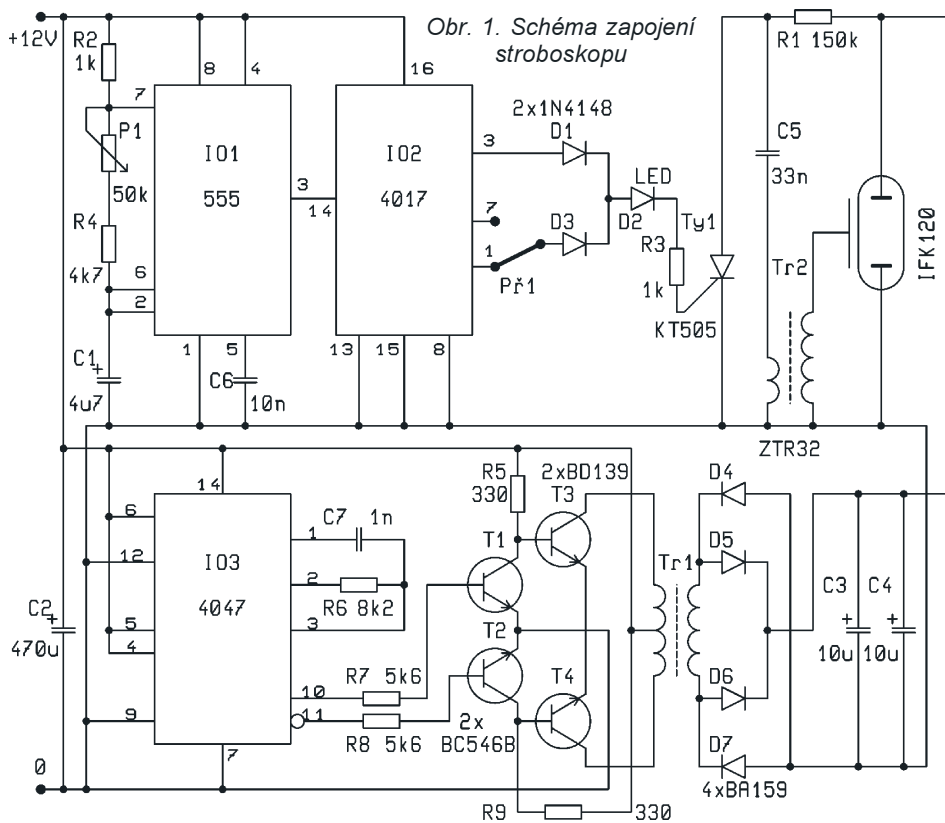 Obr. 1. Schéma zapojení
stroboskopu
+12V
R2
1k
8
4
16
R1 150k
7
P1
50k
IO1
555
3
14
IO2
4017
3
7
1
2x1N4148
D1
D3
Př1
LED
D2
R3
1k
Ty1
KT505
C5
33n
Tr2
IFK120
R4
4k7
6
2
C1
+
4u7
1
5
C6
10n
13
15
8
ZTR32
14
6
12
IO3
4047
5
4
9
7
1
C7
1n
2
R6 8k2
3
10
R7 5k6
11
R8 5k6
R5
330
2xBD139
T3
T1
T2
T4
2x
BC546B
R9
330
Tr1
D4
D5
D6
D7
4xBA159
C3
+
10u
C4
+
10u
C2
+
470u
0